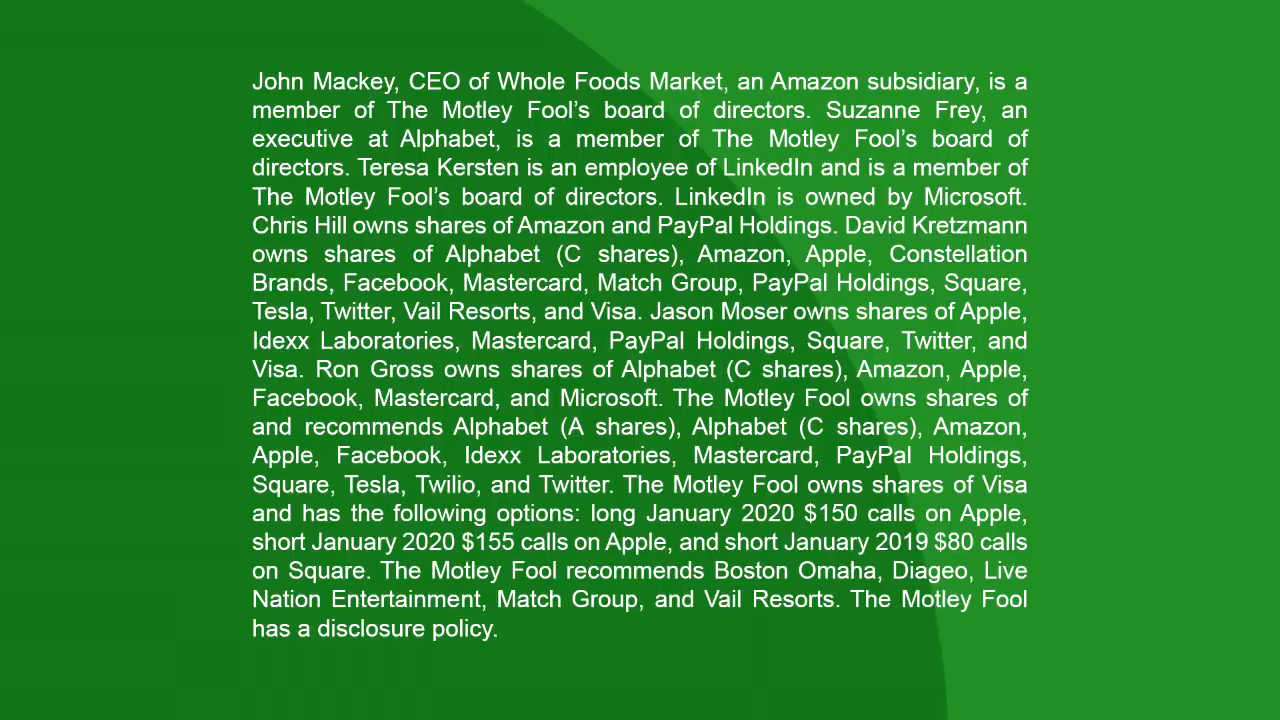 John Mackey, CEO of Whole Foods Market, an Amazon subsidiary, is a
member of The Motley Fool’s board of directors. Suzanne Frey, an
executive at Alphabet, is a member of The Motley Fool’s board of
directors. Teresa Kersten is an employee of LinkedIn and is a member of
The Motley Fool’s board of directors. LinkedIn is owned by Microsoft.
Chris Hill owns shares of Amazon and PayPal Holdings. David Kretzmann
owns shares of Alphabet (C shares), Amazon, Apple, Constellation
Brands, Facebook, Mastercard, Match Group, PayPal Holdings, Square,
Tesla, Twitter, Vail Resorts, and Visa. Jason Moser owns shares of Apple,
Idexx Laboratories, Mastercard, PayPal Holdings, Square, Twitter, and
Visa. Ron Gross owns shares of Alphabet (C shares), Amazon, Apple,
Facebook, Mastercard, and Microsoft. The Motley Fool owns shares of
and recommends Alphabet (A shares), Alphabet (C shares), Amazon,
Apple, Facebook, Idexx Laboratories, Mastercard, PayPal Holdings,
Square, Tesla, Twilio, and Twitter. The Motley Fool owns shares of Visa
and has the following options: long January 2020 $150 calls on Apple,
short January 2020 $155 calls on Apple, and short January 2019 $80 calls
on Square. The Motley Fool recommends Boston Omaha, Diageo, Live
Nation Entertainment, Match Group, and Vail Resorts. The Motley Fool
has a disclosure policy.